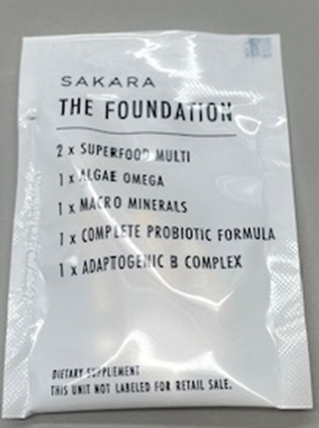 SAKARA
THE FOUNDATION
2 x SUPERFOOD MULTI
1 x ALGAE OMEGA
1 x MACRO MINERALS
1 x COMPLETE PROBIOTIC FORMULA
1 x ADAPTOGENIC B COMPLEX
DIETARY SUPPLEMENT
THIS UNIT NOT LABELED FOR RETAIL SALE.